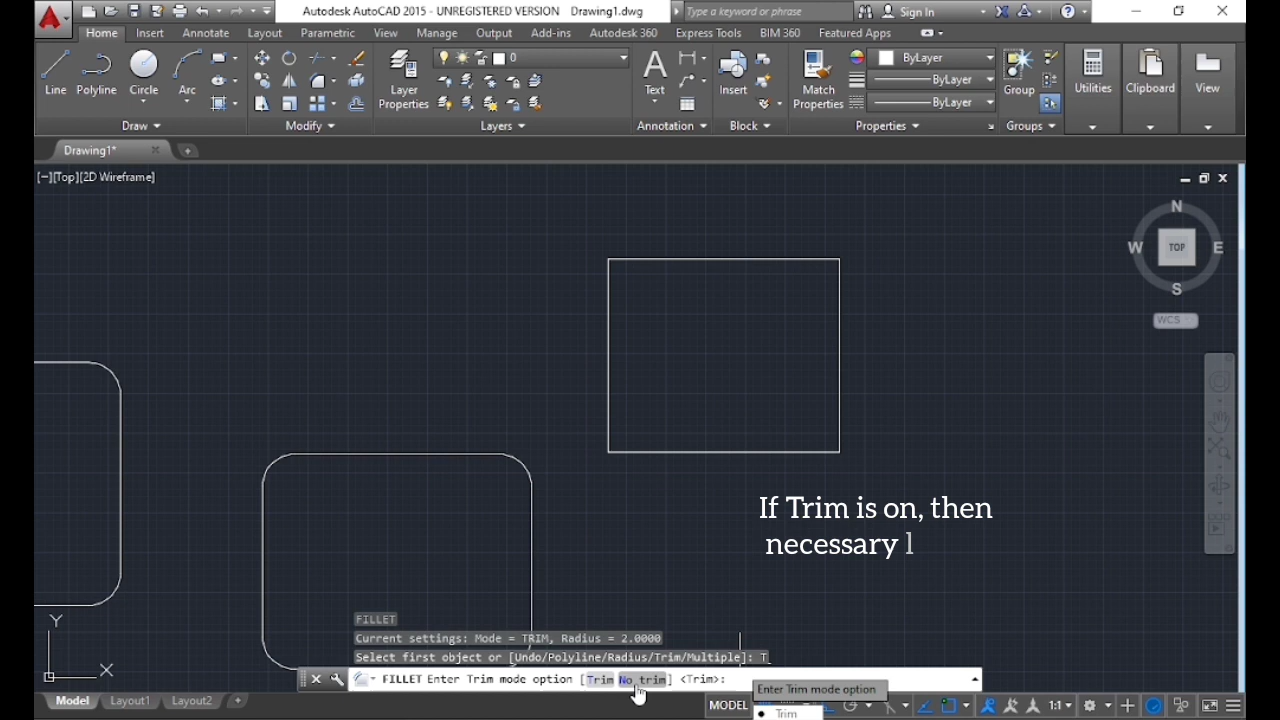 Autodesk AutoCAD 2015 - UNREGISTERED VERSION Drawing1.dwg
Type a keyword or phrase
Sign In
Home Insert Annotate Layout Parametric View Manage Output Add-ins Autodesk 360 Express Tools BIM 360 Featured Apps
0
ByLayer
ByLayer
ByLayer
Line Polyline Circle Arc
Layer
Properties
Text
Insert
Match
Properties
Group
Utilities
Clipboard
View
Draw Modify Layers Annotation Block Properties Groups
Drawing1*
[−][Top][2D Wireframe]
N
W TOP E
S
WCS
If Trim is on, then
necessary l
Y
X
FILLET
Current settings: Mode = TRIM, Radius = 2.0000
Select first object or [Undo/Polyline/Radius/Trim/Multiple]: T
FILLET Enter Trim mode option [Trim No trim] <Trim>:
Enter Trim mode option
Trim
Model Layout1 Layout2
MODEL
1:1